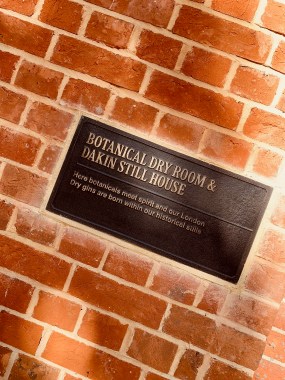 BOTANICAL DRY ROOM &
DAKIN STILL HOUSE
Here botanicals meet spirit and our London
Dry gins are born within our historical stills